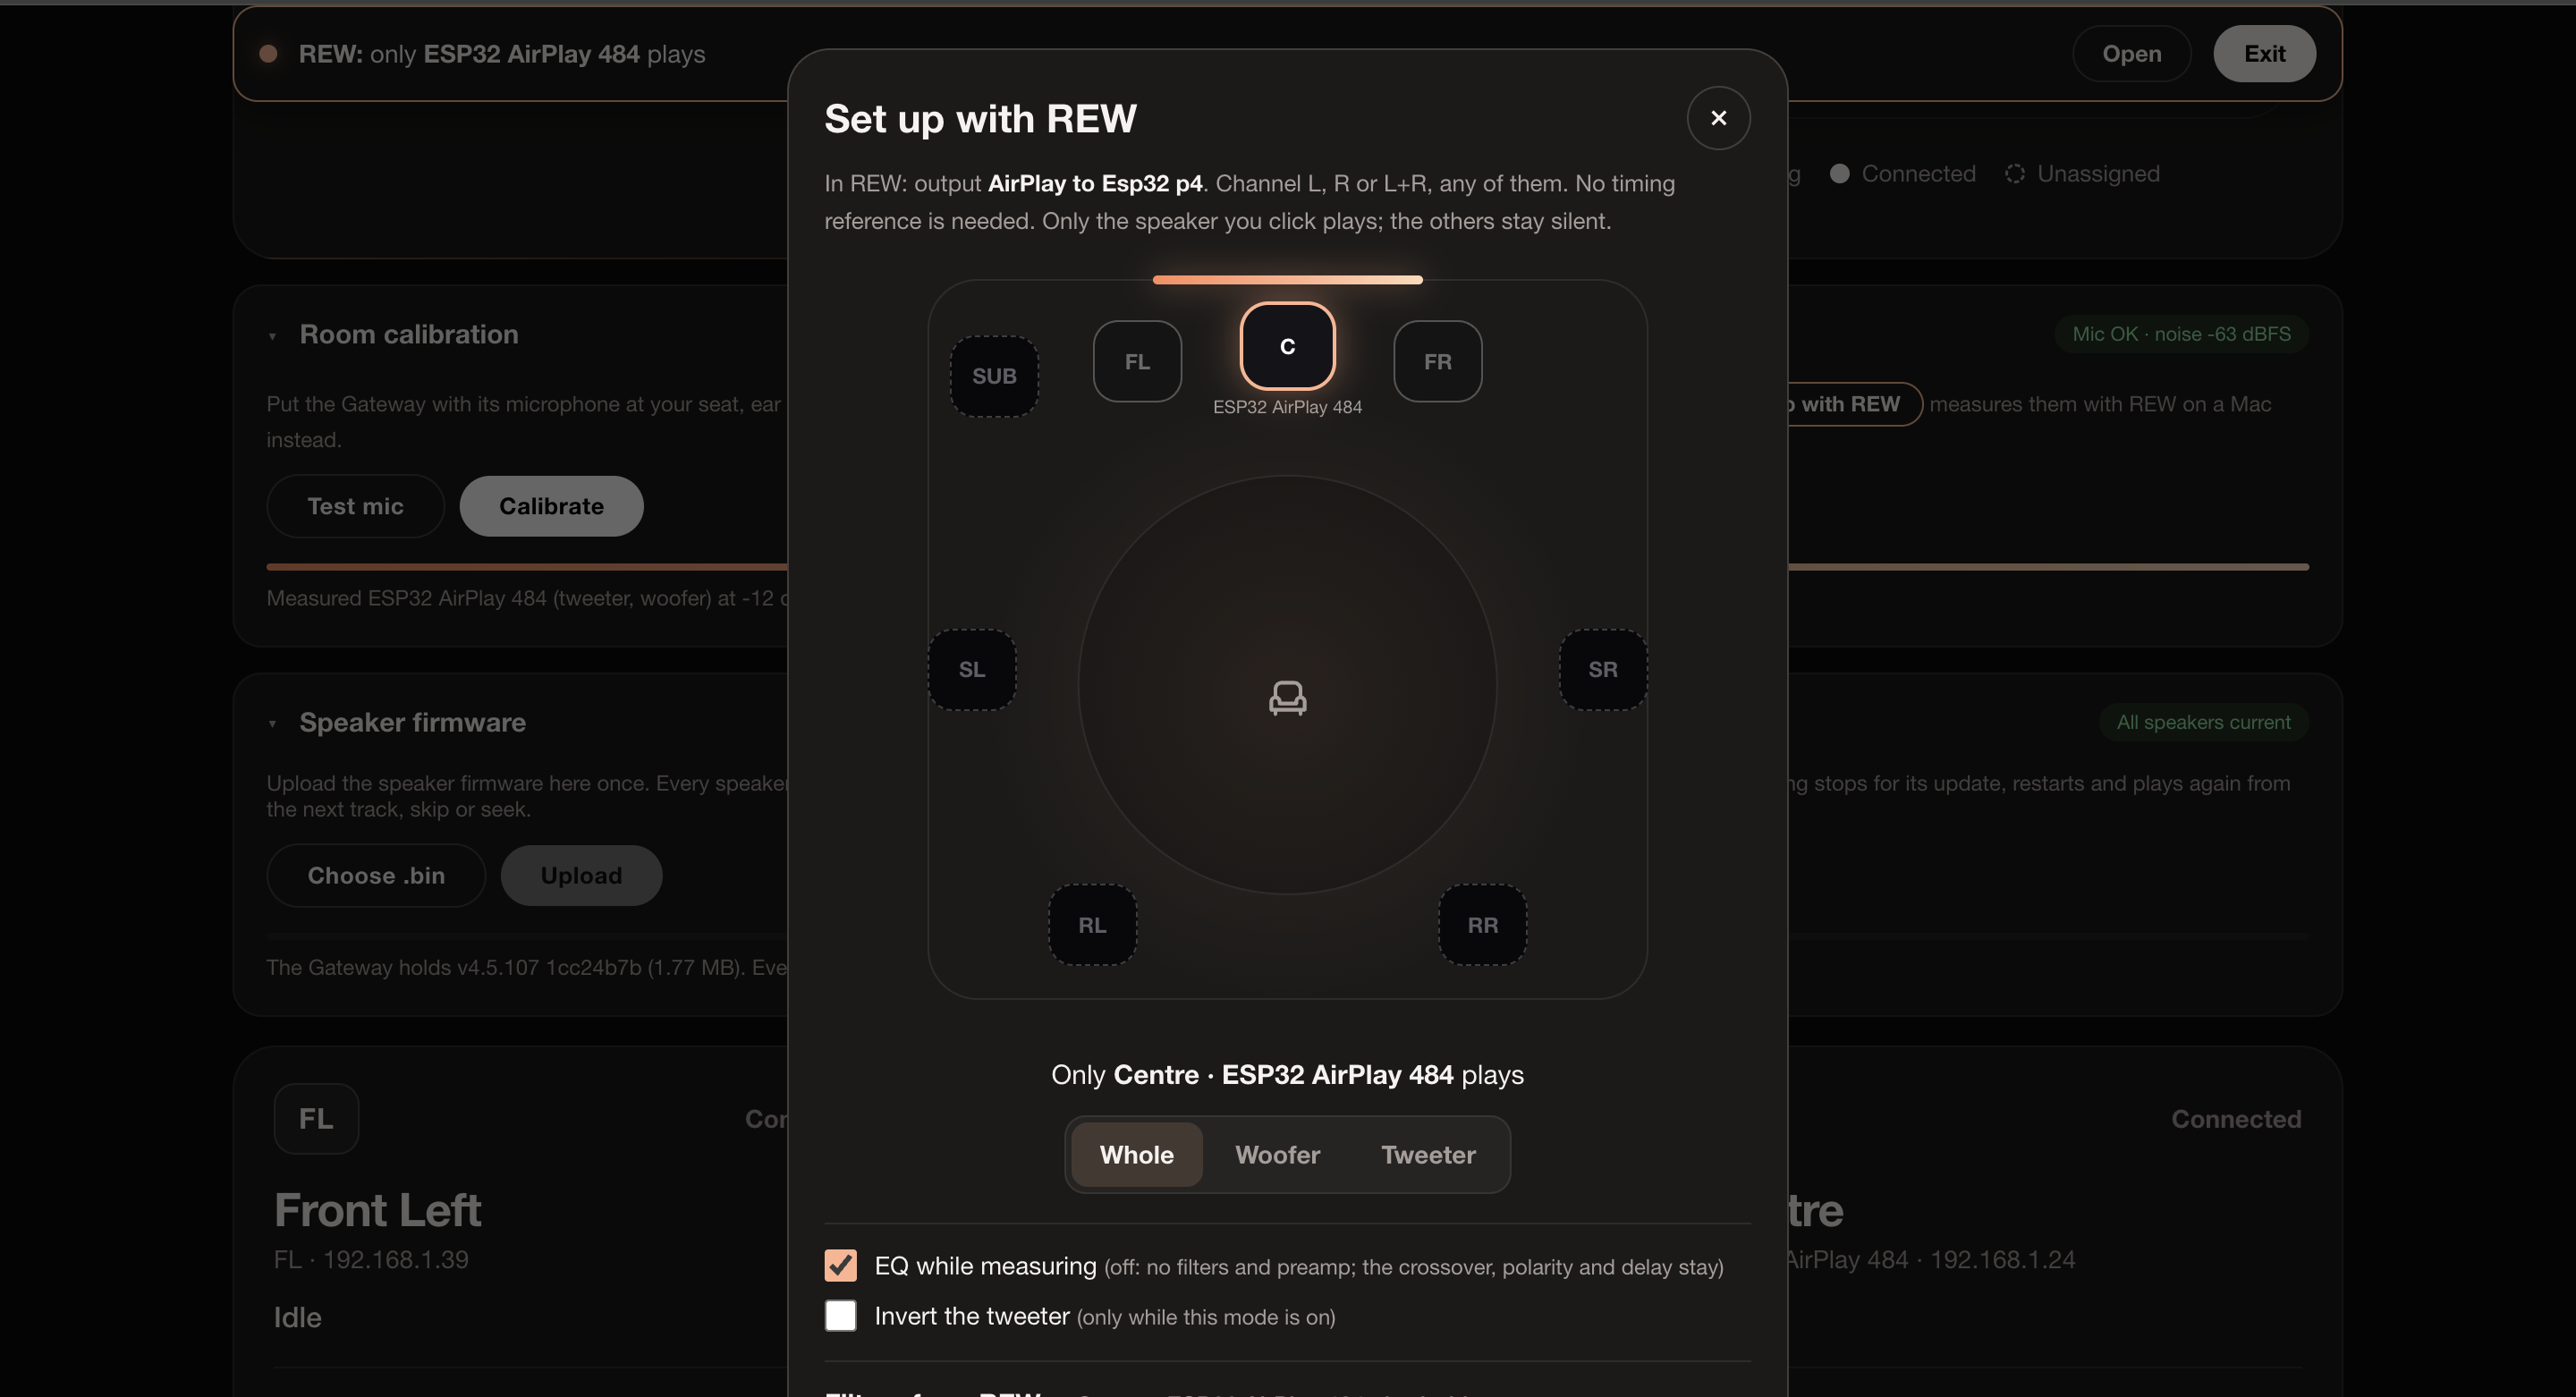 REW: only ESP32 AirPlay 484 plays
Open
Exit
Connected
Unassigned
Set up with REW
In REW: output AirPlay to Esp32 p4. Channel L, R or L+R, any of them. No timing
reference is needed. Only the speaker you click plays; the others stay silent.
SUB
FL
C
FR
ESP32 AirPlay 484
SL
SR
RL
RR
Only Centre · ESP32 AirPlay 484 plays
Whole
Woofer
Tweeter
EQ while measuring (off: no filters and preamp; the crossover, polarity and delay stay)
Invert the tweeter (only while this mode is on)
Room calibration
Mic OK · noise -63 dBFS
Put the Gateway with its microphone at your seat, ear
with REW measures them with REW on a Mac
instead.
Test mic
Calibrate
Measured ESP32 AirPlay 484 (tweeter, woofer) at -12
Speaker firmware
All speakers current
Upload the speaker firmware here once. Every speaker
stops for its update, restarts and plays again from
the next track, skip or seek.
Choose .bin
Upload
The Gateway holds v4.5.107 1cc24b7b (1.77 MB).
FL
Connected
Front Left
FL · 192.168.1.39
AirPlay 484 · 192.168.1.24
Idle